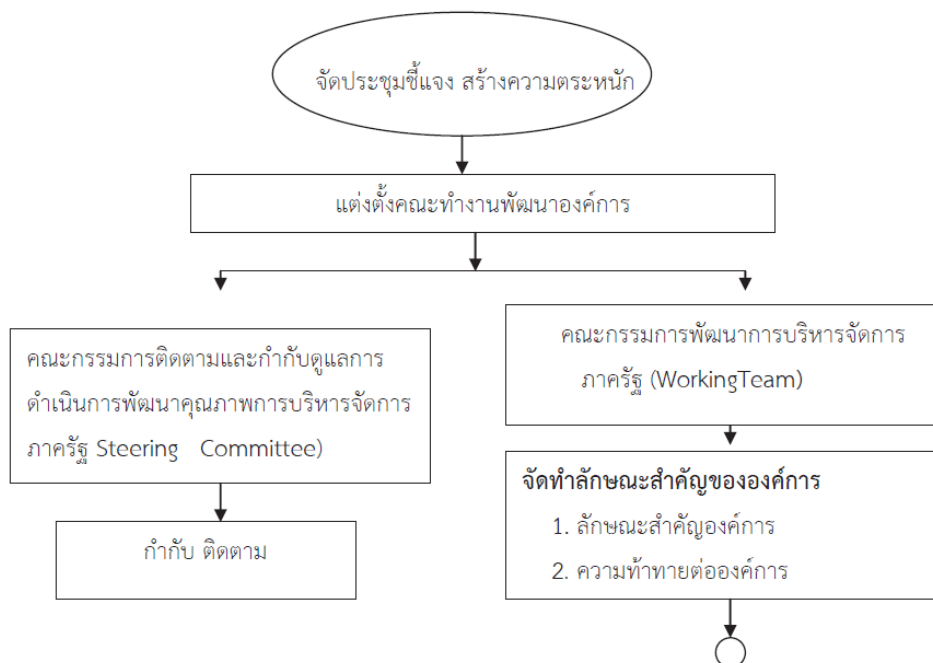 จัดประชุมชี้แจง สร้างความตระหนัก
แต่งตั้งคณะทำงานพัฒนาองค์การ
คณะกรรมการติดตามและกำกับดูแลการ
ดำเนินการพัฒนาคุณภาพการบริหารจัดการ
ภาครัฐ Steering Committee)
กำกับ ติดตาม
คณะกรรมการพัฒนาการบริหารจัดการ
ภาครัฐ (WorkingTeam)
จัดทำลักษณะสำคัญขององค์การ
1. ลักษณะสำคัญองค์การ
2. ความท้าทายต่อองค์การ